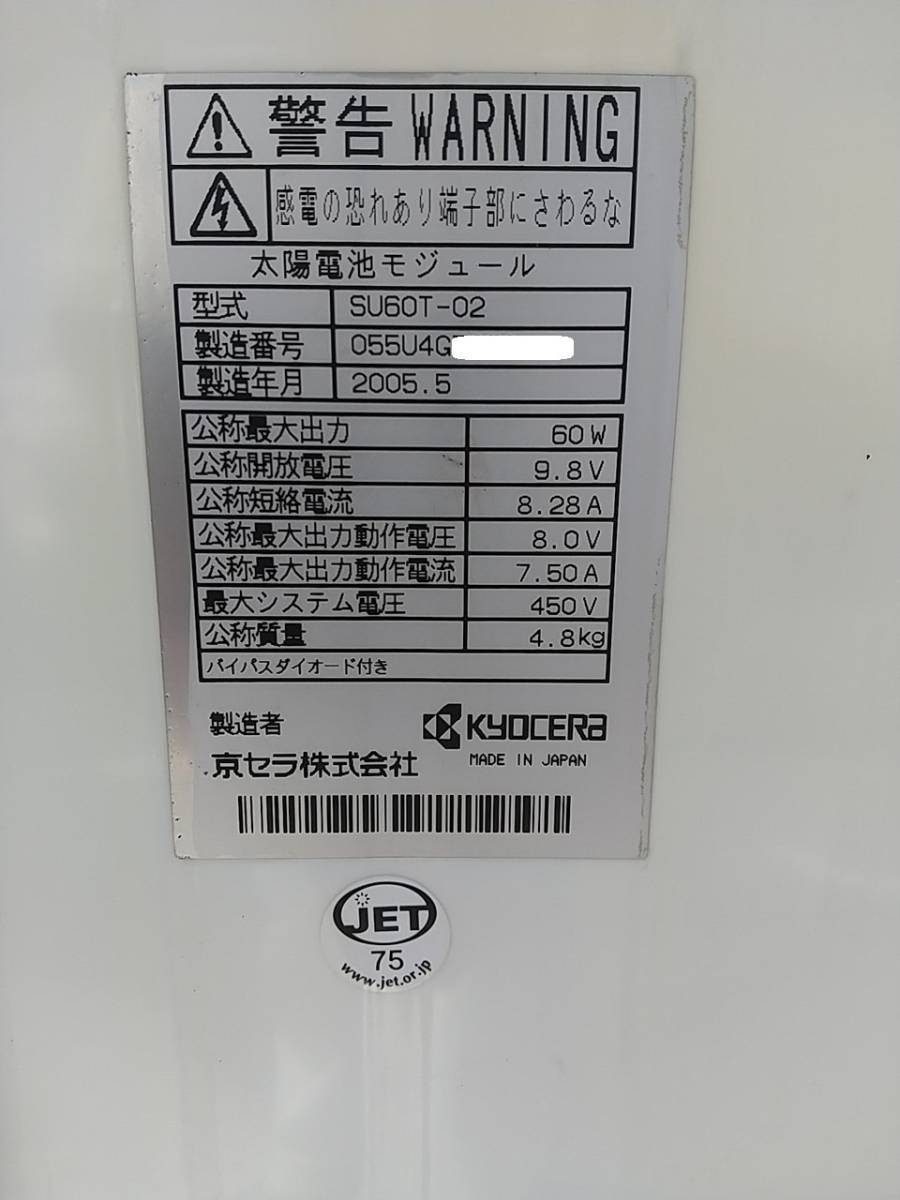 警告 WARNING
感電の恐れあり端子部にさわるな
太陽電池モジュール
型式 SU60T-02
製造番号 055U4G
製造年月 2005.5
公称最大出力 60W
公称開放電圧 9.8V
公称短絡電流 8.28A
公称最大出力動作電圧 8.0V
公称最大出力動作電流 7.50A
最大システム電圧 450V
公称質量 4.8kg
バイパスダイオード付き
製造者 KYOCERA
京セラ株式会社 MADE IN JAPAN
JET
75
www.jet.or.jp